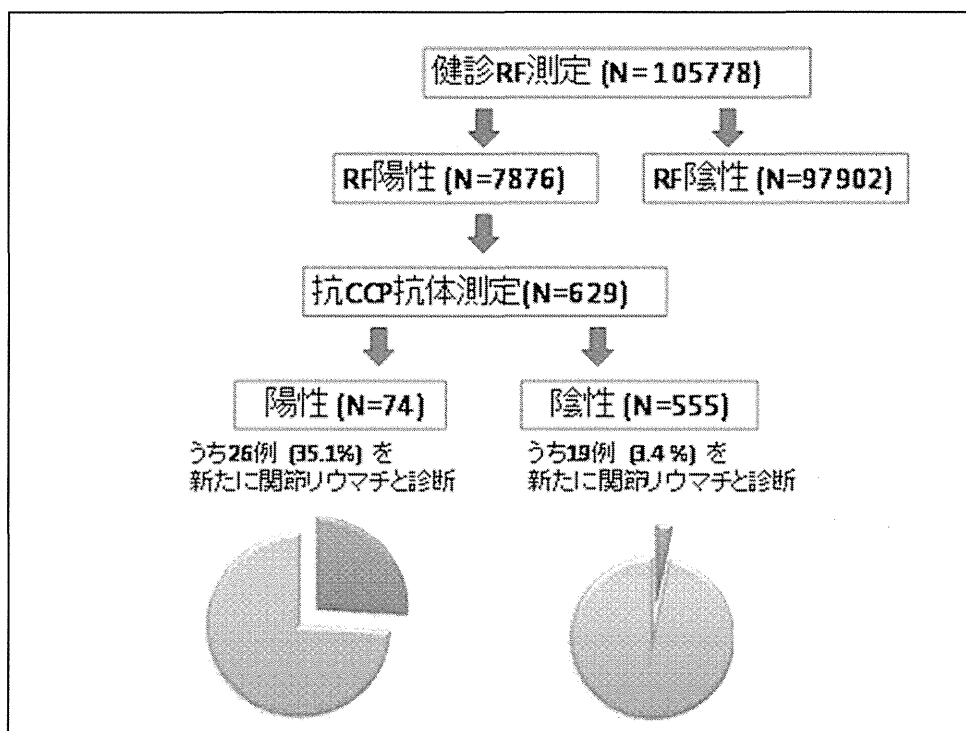 健診RF測定 (N=105778)
RF陽性 (N=7876)
RF陰性 (N=97902)
抗CCP抗体測定(N=629)
陽性 (N=74)
陰性 (N=555)
うち26例 (35.1%) を
新たに関節リウマチと診断
うち19例 (3.4 %) を
新たに関節リウマチと診断